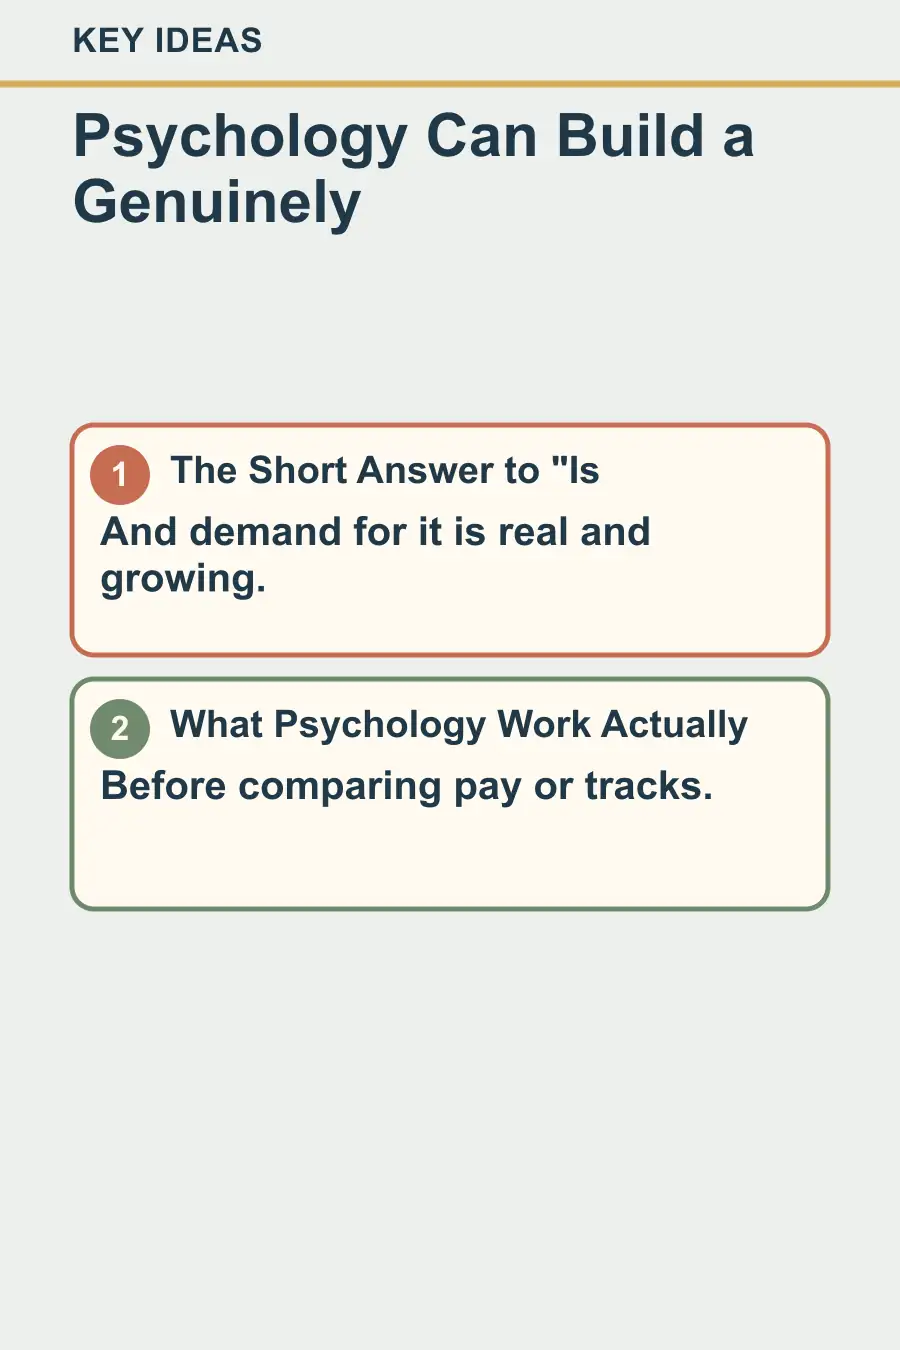 KEY IDEAS
Psychology Can Build a
Genuinely
1 The Short Answer to "Is
And demand for it is real and
growing.
2 What Psychology Work Actually
Before comparing pay or tracks.